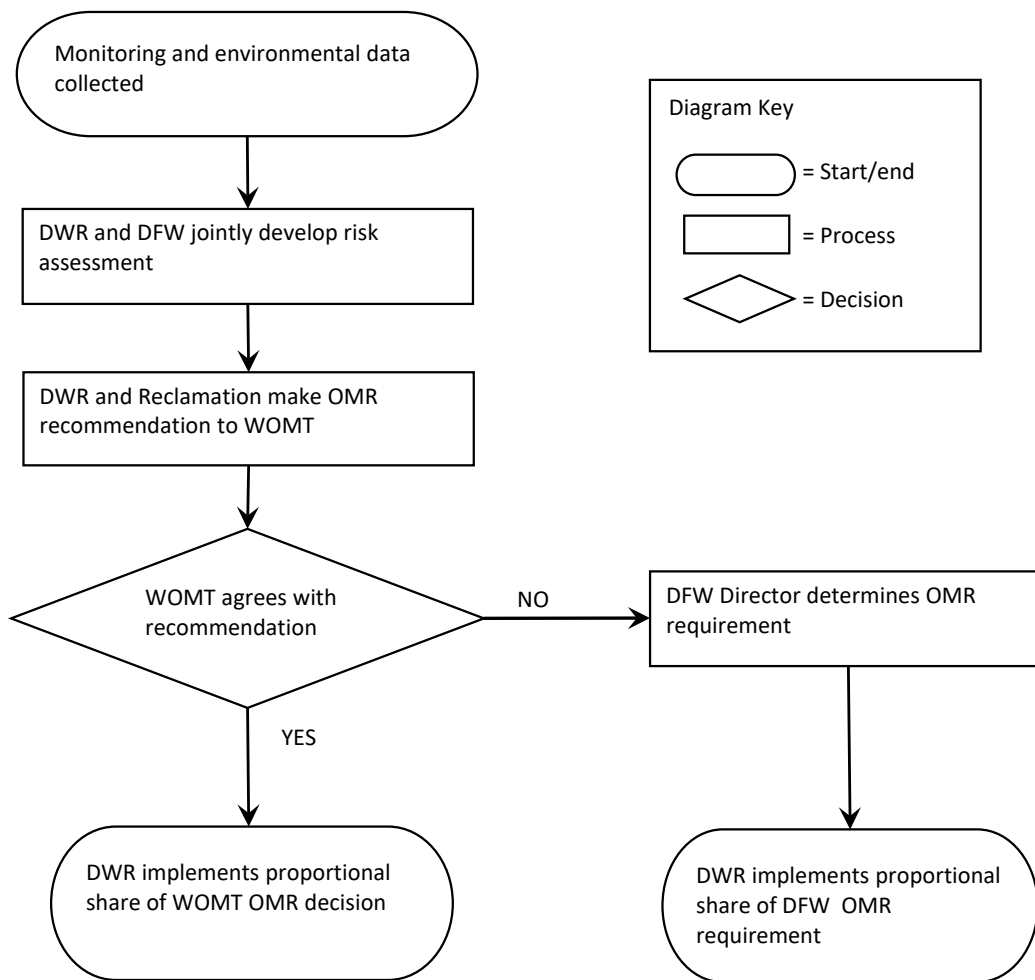 Monitoring and environmental data
collected
Diagram Key
= Start/end
= Process
= Decision
DWR and DFW jointly develop risk
assessment
DWR and Reclamation make OMR
recommendation to WOMT
WOMT agrees with
recommendation
NO
DFW Director determines OMR
requirement
YES
DWR implements proportional
share of WOMT OMR decision
DWR implements proportional
share of DFW  OMR
requirement